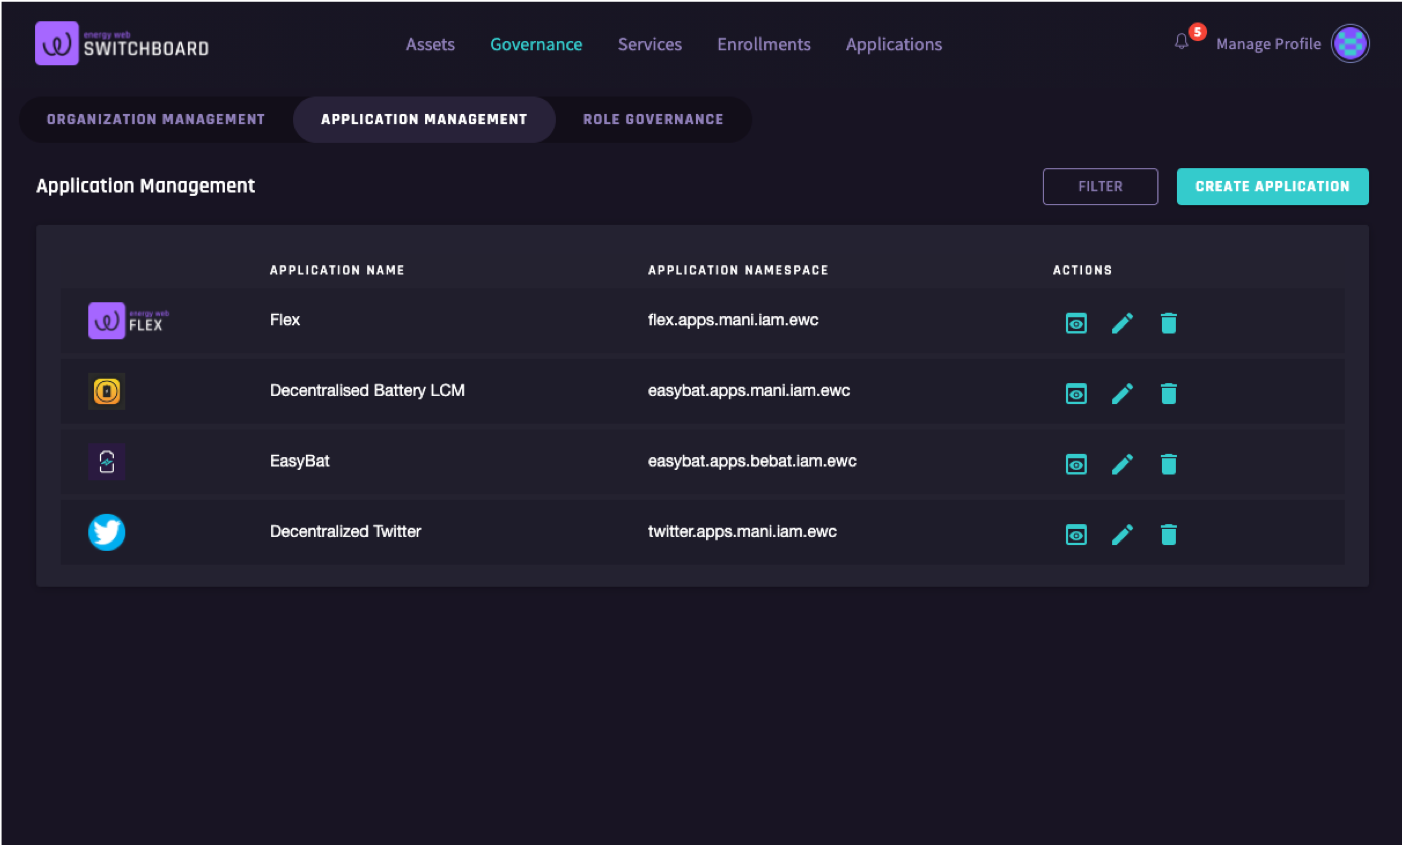 energy web
SWITCHBOARD
Assets Governance Services Enrollments Applications
5
Manage Profile
ORGANIZATION MANAGEMENT APPLICATION MANAGEMENT ROLE GOVERNANCE
Application Management
FILTER CREATE APPLICATION
APPLICATION NAME APPLICATION NAMESPACE ACTIONS
energy web
FLEX
Flex flex.apps.mani.iam.ewc
Decentralised Battery LCM easybat.apps.mani.iam.ewc
EasyBat easybat.apps.bebat.iam.ewc
Decentralized Twitter twitter.apps.mani.iam.ewc